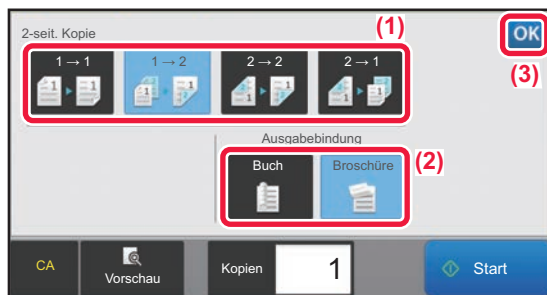 2-seit. Kopie
(1)
OK
(3)
1 → 1
1 → 2
2 → 2
2 → 1
Ausgabebindung
Buch
Broschüre
(2)
CA
Vorschau
Kopien
1
Start